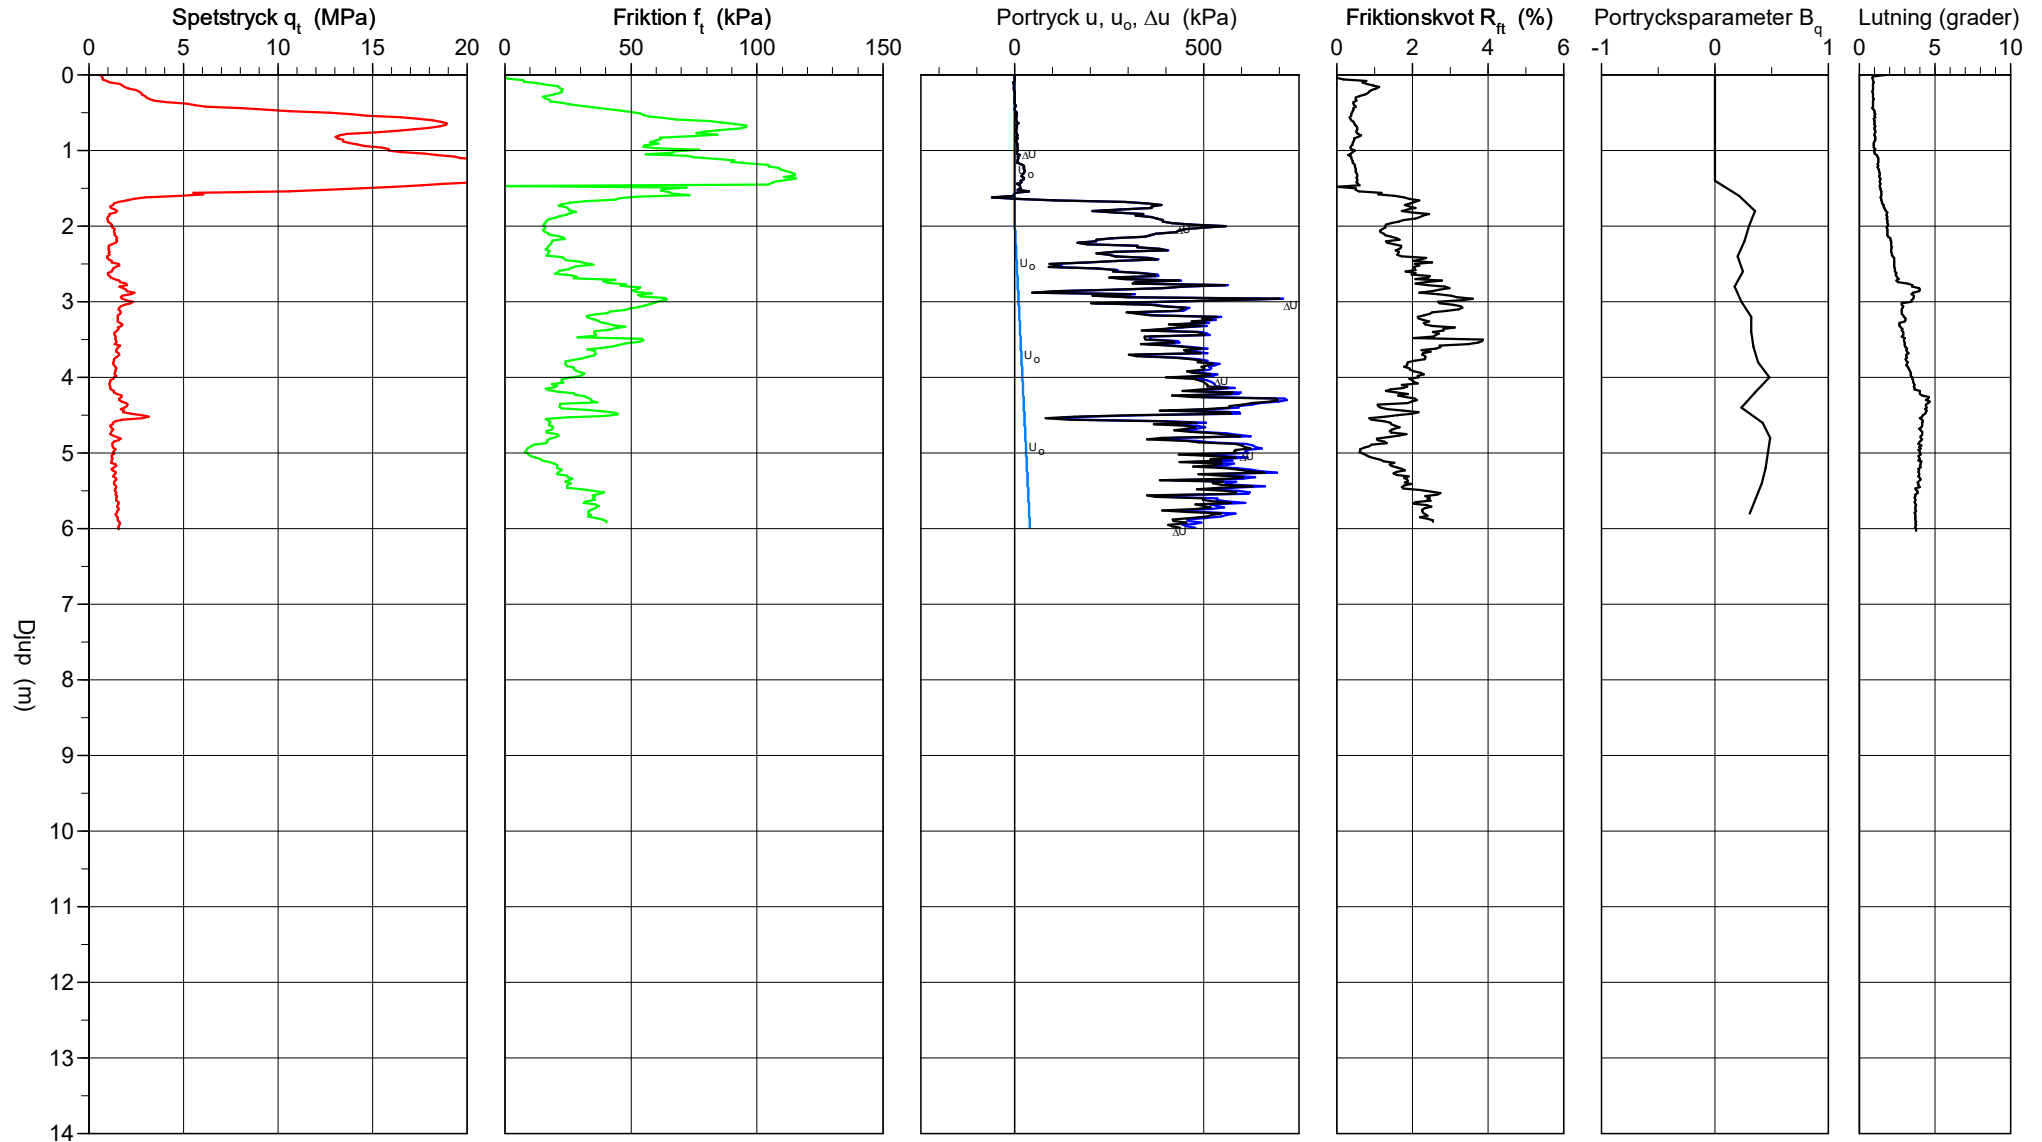 Spetstryck qt (MPa) Friktion ft (kPa) Portryck u, uo, Δu (kPa) Friktionskvot Rft (%) Portrycksparameter Bq Lutning (grader)
0 5 10 15 20 0 50 100 150 0 500 0 2 4 6 -1 0 1 0 5 10
0
1
ΔU
Uo
2
ΔU
Uo
3
ΔU
Uo
4
ΔU
5
Uo
ΔU
6
ΔU
7
Djup (m)
8
9
10
11
12
13
14